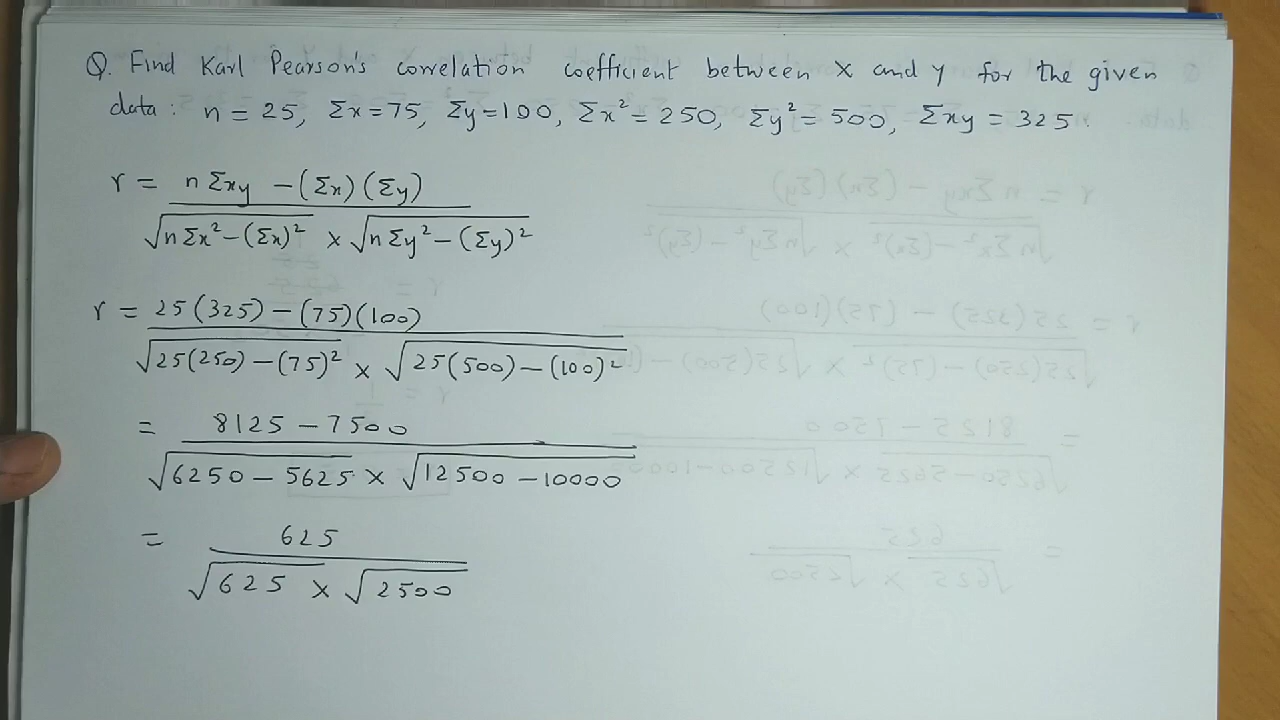 Q. Find Karl Pearson's correlation coefficient between x and y for the given
data: n = 25, Σx=75, Σy=100, Σx²=250, Σy²=500, Σxy=325.
r = nΣxy - (Σx)(Σy)
√nΣx²-(Σx)² × √nΣy²-(Σy)²
r = 25(325) - (75)(100)
√25(250)-(75)² × √25(500)-(100)²
= 8125 - 7500
√6250-5625 × √12500-10000
= 625
√625 × √2500